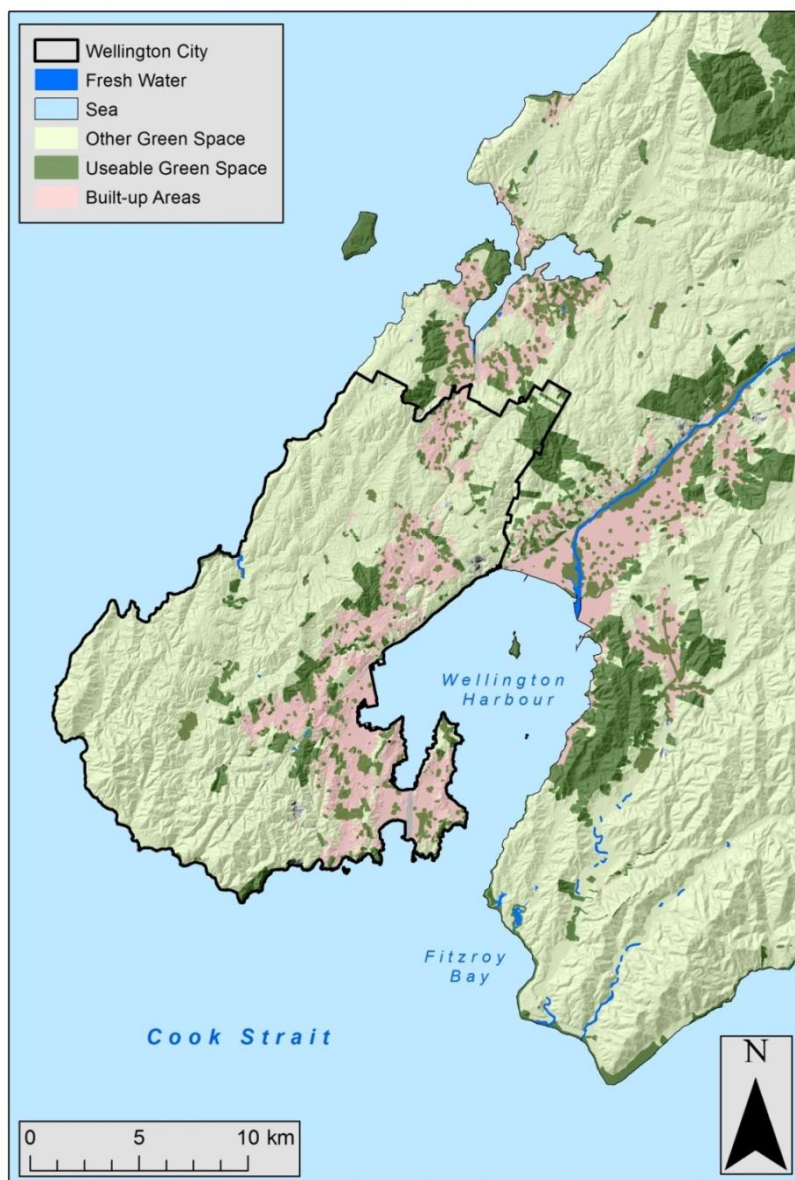 Wellington City
Fresh Water
Sea
Other Green Space
Useable Green Space
Built-up Areas
Wellington
Harbour
Fitzroy
Bay
Cook Strait
N
0 5 10 km